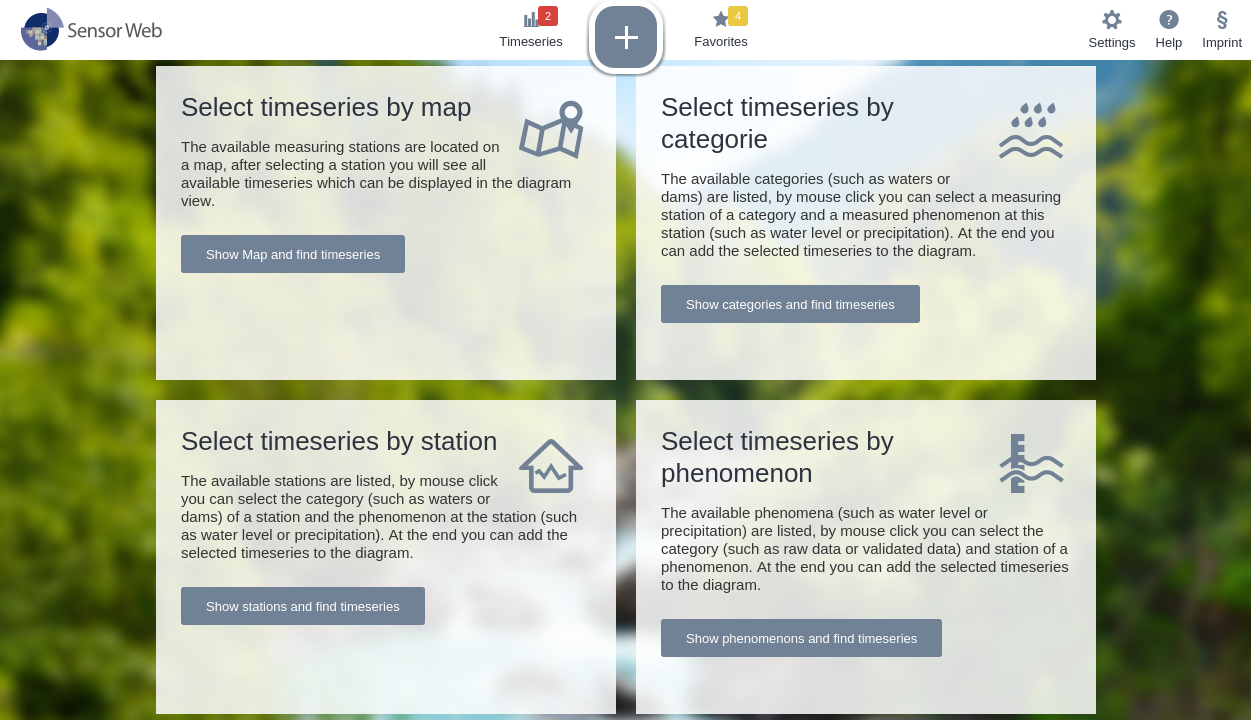 Sensor Web
2
Timeseries
4
Favorites
Settings
Help
§
Imprint
Select timeseries by map
The available measuring stations are located on
a map, after selecting a station you will see all
available timeseries which can be displayed in the diagram
view.
Show Map and find timeseries
Select timeseries by
categorie
The available categories (such as waters or
dams) are listed, by mouse click you can select a measuring
station of a category and a measured phenomenon at this
station (such as water level or precipitation). At the end you
can add the selected timeseries to the diagram.
Show categories and find timeseries
Select timeseries by station
The available stations are listed, by mouse click
you can select the category (such as waters or
dams) of a station and the phenomenon at the station (such
as water level or precipitation). At the end you can add the
selected timeseries to the diagram.
Show stations and find timeseries
Select timeseries by
phenomenon
The available phenomena (such as water level or
precipitation) are listed, by mouse click you can select the
category (such as raw data or validated data) and station of a
phenomenon. At the end you can add the selected timeseries
to the diagram.
Show phenomenons and find timeseries